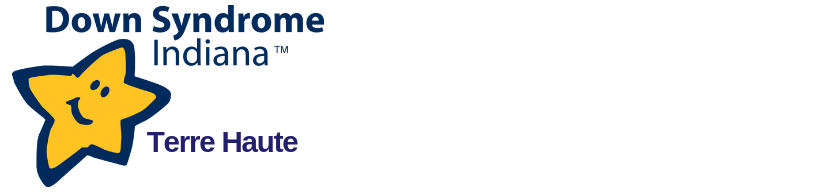 Down Syndrome
Indiana™
Terre Haute